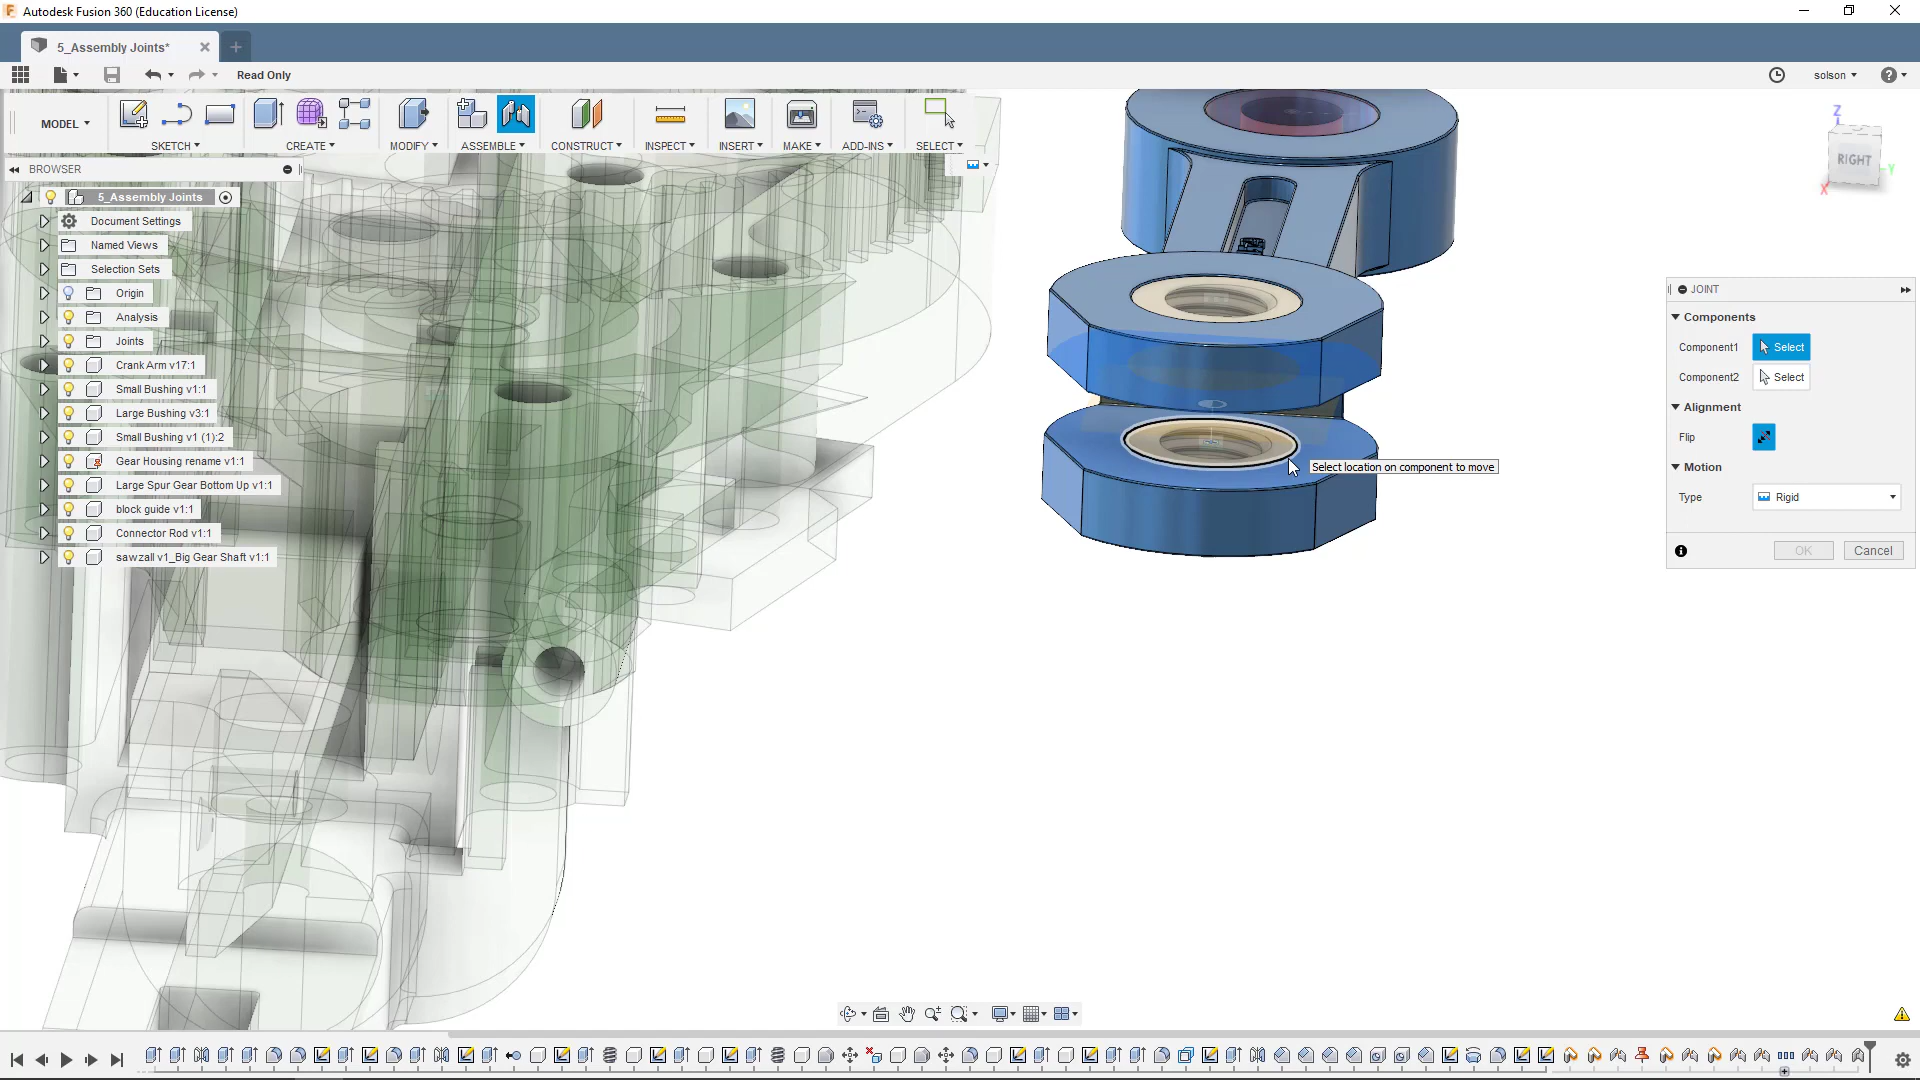 Autodesk Fusion 360 (Education License)
5_Assembly Joints*
Read Only
solson
MODEL
SKETCH
CREATE
MODIFY
ASSEMBLE
CONSTRUCT
INSPECT
INSERT
MAKE
ADD-INS
SELECT
Z
RIGHT
Y
X
BROWSER
5_Assembly Joints
Document Settings
Named Views
Selection Sets
Origin
Analysis
Joints
Crank Arm v17:1
Small Bushing v1:1
Large Bushing v3:1
Small Bushing v1 (1):2
Gear Housing rename v1:1
Large Spur Gear Bottom Up v1:1
block guide v1:1
Connector Rod v1:1
sawzall v1_Big Gear Shaft v1:1
Select location on component to move
JOINT
Components
Component1 Select
Component2 Select
Alignment
Flip
Motion
Type Rigid
OK Cancel